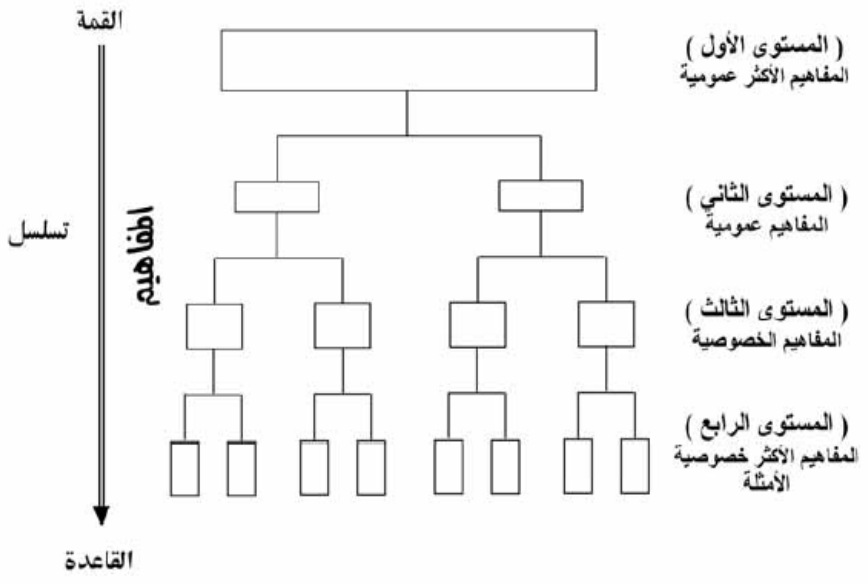 القمة
( المستوى الأول )
المفاهيم الأكثر عمومية
( المستوى الثاني )
المفاهيم عمومية
تسلسل
المفاهيم
( المستوى الثالث )
المفاهيم الخصوصية
( المستوى الرابع )
المفاهيم الأكثر خصوصية
الأمثلة
القاعدة